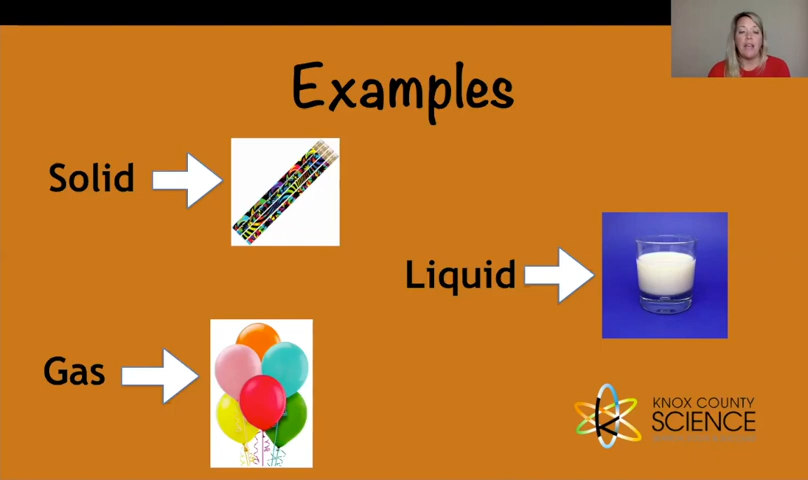 Examples
Solid
Liquid
Gas
KNOX COUNTY
SCIENCE